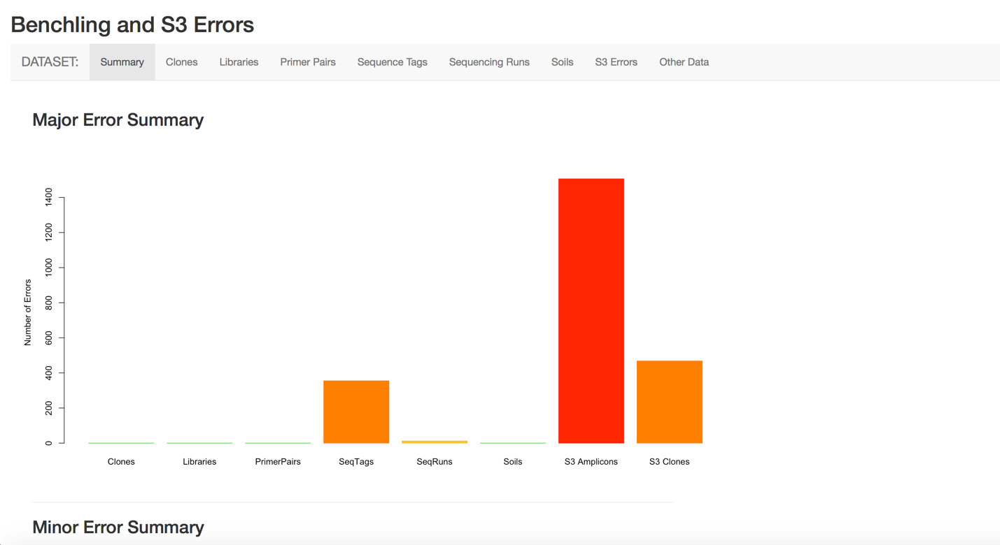 Benchling and S3 Errors
DATASET: Summary Clones Libraries Primer Pairs Sequence Tags Sequencing Runs Soils S3 Errors Other Data
Major Error Summary
Number of Errors
1400
1200
1000
800
600
400
200
0
Clones Libraries PrimerPairs SeqTags SeqRuns Soils S3 Amplicons S3 Clones
Minor Error Summary